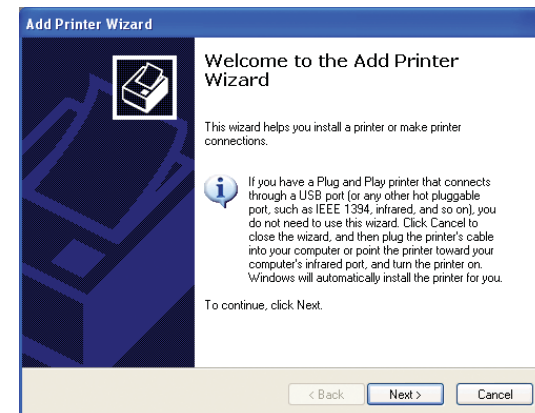 Add Printer Wizard
Welcome to the Add Printer
Wizard
This wizard helps you install a printer or make printer
connections.
If you have a Plug and Play printer that connects
through a USB port (or any other hot pluggable
port, such as IEEE 1394, infrared, and so on), you
do not need to use this wizard. Click Cancel to
close the wizard, and then plug the printer's cable
into your computer or point the printer toward your
computer's infrared port, and turn the printer on.
Windows will automatically install the printer for you.
To continue, click Next.
< Back Next > Cancel